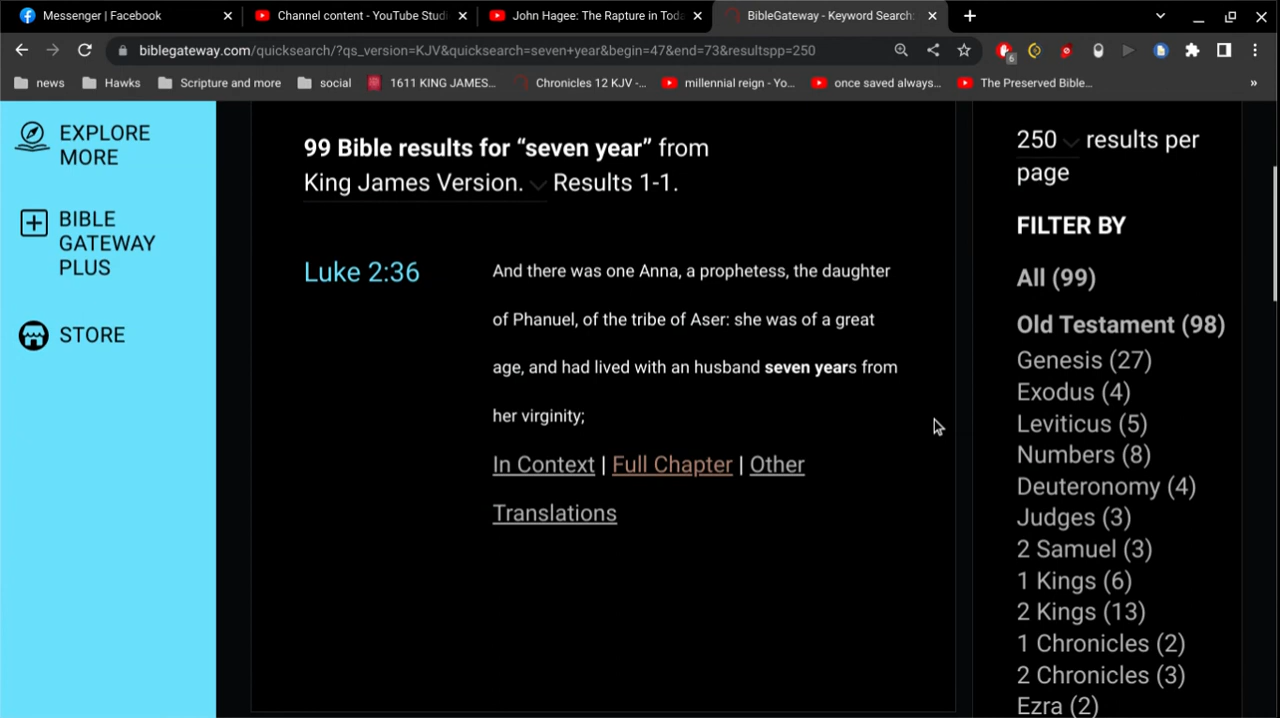 Messenger | Facebook
Channel content - YouTube Studi
John Hagee: The Rapture in Toda
BibleGateway - Keyword Search:
biblegateway.com/quicksearch/?qs_version=KJV&quicksearch=seven+year&begin=47&end=73&resultspp=250
6
news
Hawks
Scripture and more
social
1611 KING JAMES...
Chronicles 12 KJV -...
millennial reign - Yo...
once saved always...
The Preserved Bible...
»
EXPLORE
MORE
BIBLE
GATEWAY
PLUS
STORE
99 Bible results for “seven year” from
King James Version. Results 1-1.
Luke 2:36
And there was one Anna, a prophetess, the daughter
of Phanuel, of the tribe of Aser: she was of a great
age, and had lived with an husband seven years from
her virginity;
In Context | Full Chapter | Other
Translations
250 results per
page
FILTER BY
All (99)
Old Testament (98)
Genesis (27)
Exodus (4)
Leviticus (5)
Numbers (8)
Deuteronomy (4)
Judges (3)
2 Samuel (3)
1 Kings (6)
2 Kings (13)
1 Chronicles (2)
2 Chronicles (3)
Ezra (2)